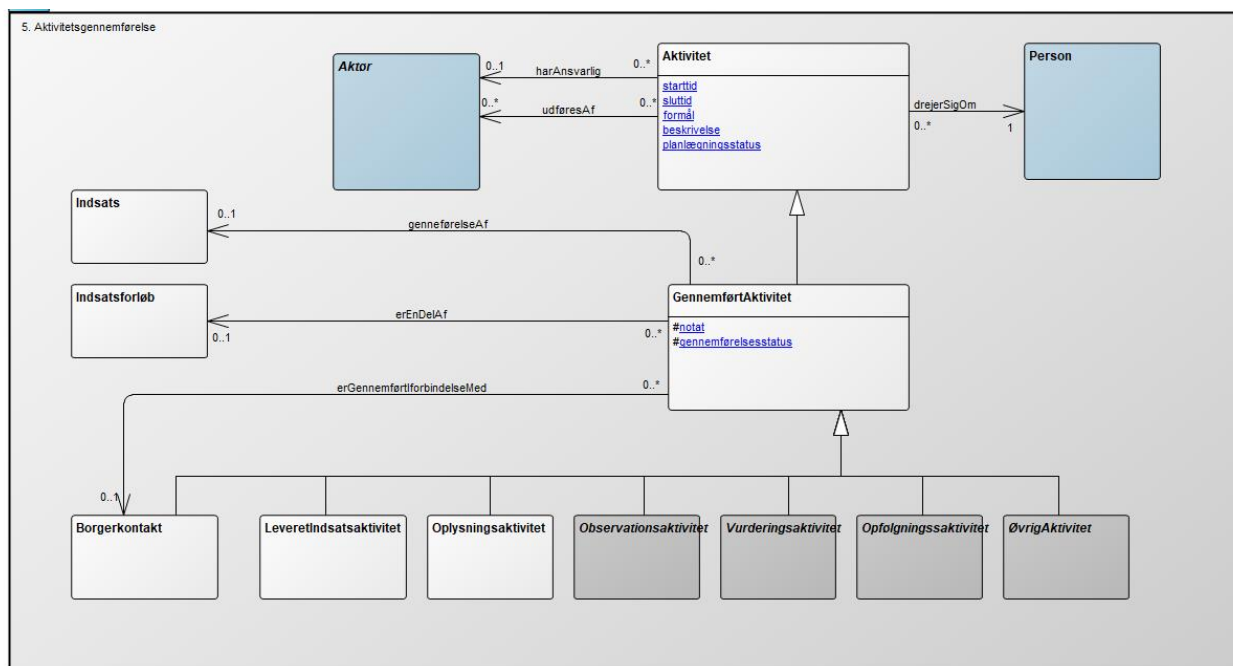 5. Aktivitetsgennemførelse
Aktør
0..1
harAnsvarlig
0..*
0..*
udføresAf
0..*
Aktivitet
starttid
sluttid
formål
beskrivelse
planlægningsstatus
drejerSigOm
0..*
1
Person
Indsats
0..1
genneførelseAf
0..*
Indsatsforløb
0..1
erEnDelAf
0..*
GennemførtAktivitet
#notat
#gennemførelsesstatus
erGennemførtIforbindelseMed
0..*
0..1
Borgerkontakt
LeveretIndsatsaktivitet
Oplysningsaktivitet
Observationsaktivitet
Vurderingsaktivitet
Opfølgningssaktivitet
ØvrigAktivitet